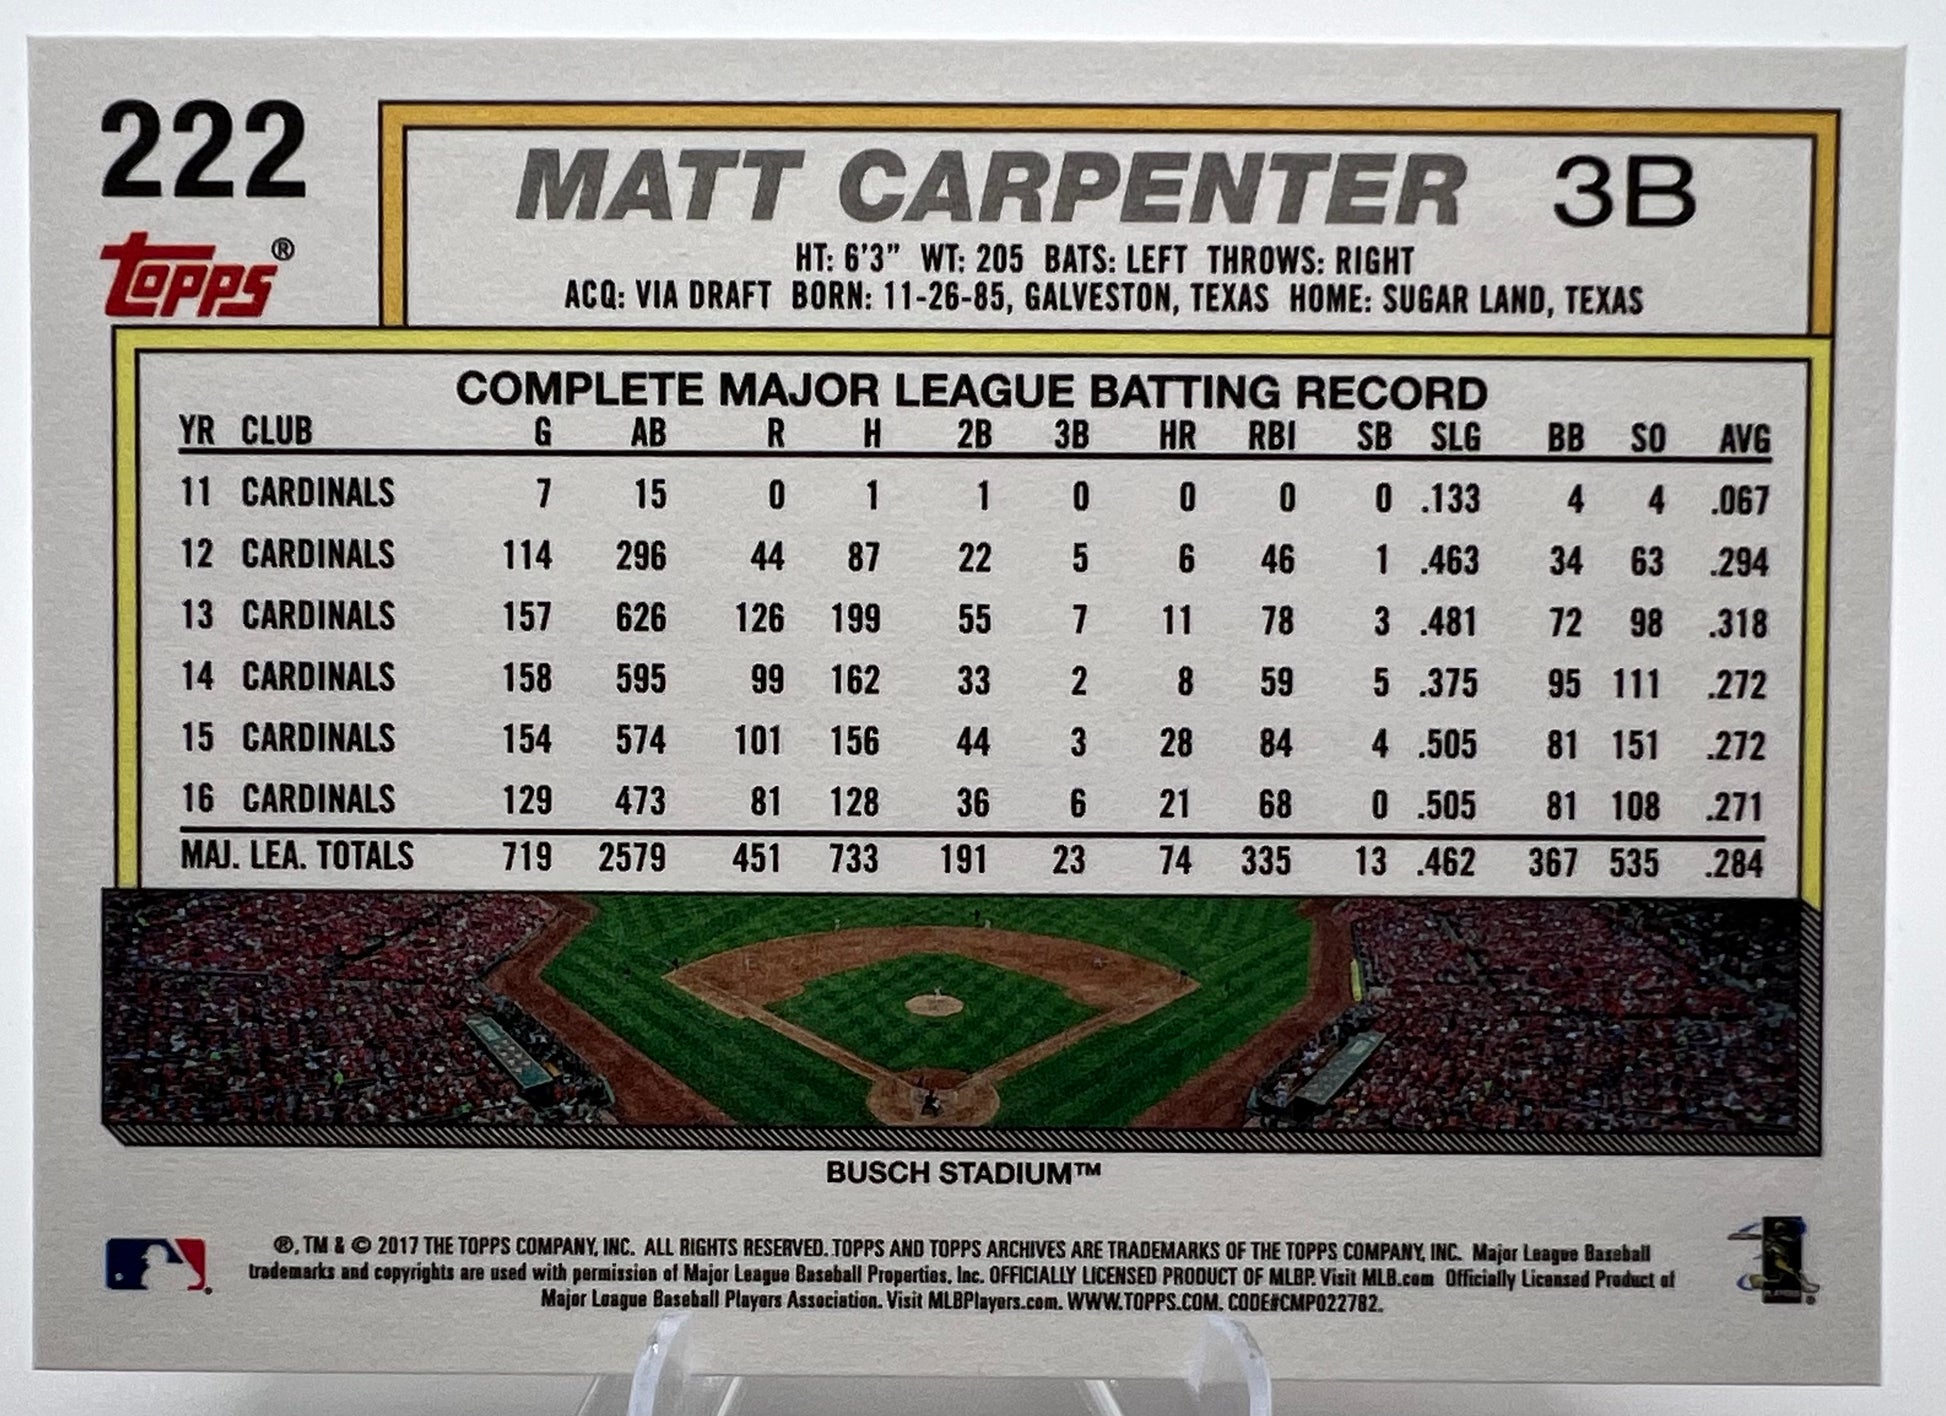 222
Topps®
MATT CARPENTER 3B
HT: 6'3" WT: 205 BATS: LEFT THROWS: RIGHT
ACQ: VIA DRAFT BORN: 11-26-85, GALVESTON, TEXAS HOME: SUGAR LAND, TEXAS
COMPLETE MAJOR LEAGUE BATTING RECORD
YR CLUB G AB R H 2B 3B HR RBI SB SLG BB SO AVG
11 CARDINALS 7 15 0 1 1 0 0 0 0 .133 4 4 .067
12 CARDINALS 114 296 44 87 22 5 6 46 1 .463 34 63 .294
13 CARDINALS 157 626 126 199 55 7 11 78 3 .481 72 98 .318
14 CARDINALS 158 595 99 162 33 2 8 59 5 .375 95 111 .272
15 CARDINALS 154 574 101 156 44 3 28 84 4 .505 81 151 .272
16 CARDINALS 129 473 81 128 36 6 21 68 0 .505 81 108 .271
MAJ. LEA. TOTALS 719 2579 451 733 191 23 74 335 13 .462 367 535 .284
BUSCH STADIUM™
®, TM & © 2017 THE TOPPS COMPANY, INC. ALL RIGHTS RESERVED. TOPPS AND TOPPS ARCHIVES ARE TRADEMARKS OF THE TOPPS COMPANY, INC. Major League Baseball
trademarks and copyrights are used with permission of Major League Baseball Properties, Inc. OFFICIALLY LICENSED PRODUCT OF MLBP. Visit MLB.com Officially Licensed Product of
Major League Baseball Players Association. Visit MLBPlayers.com. WWW.TOPPS.COM. CODE#CMP022782.